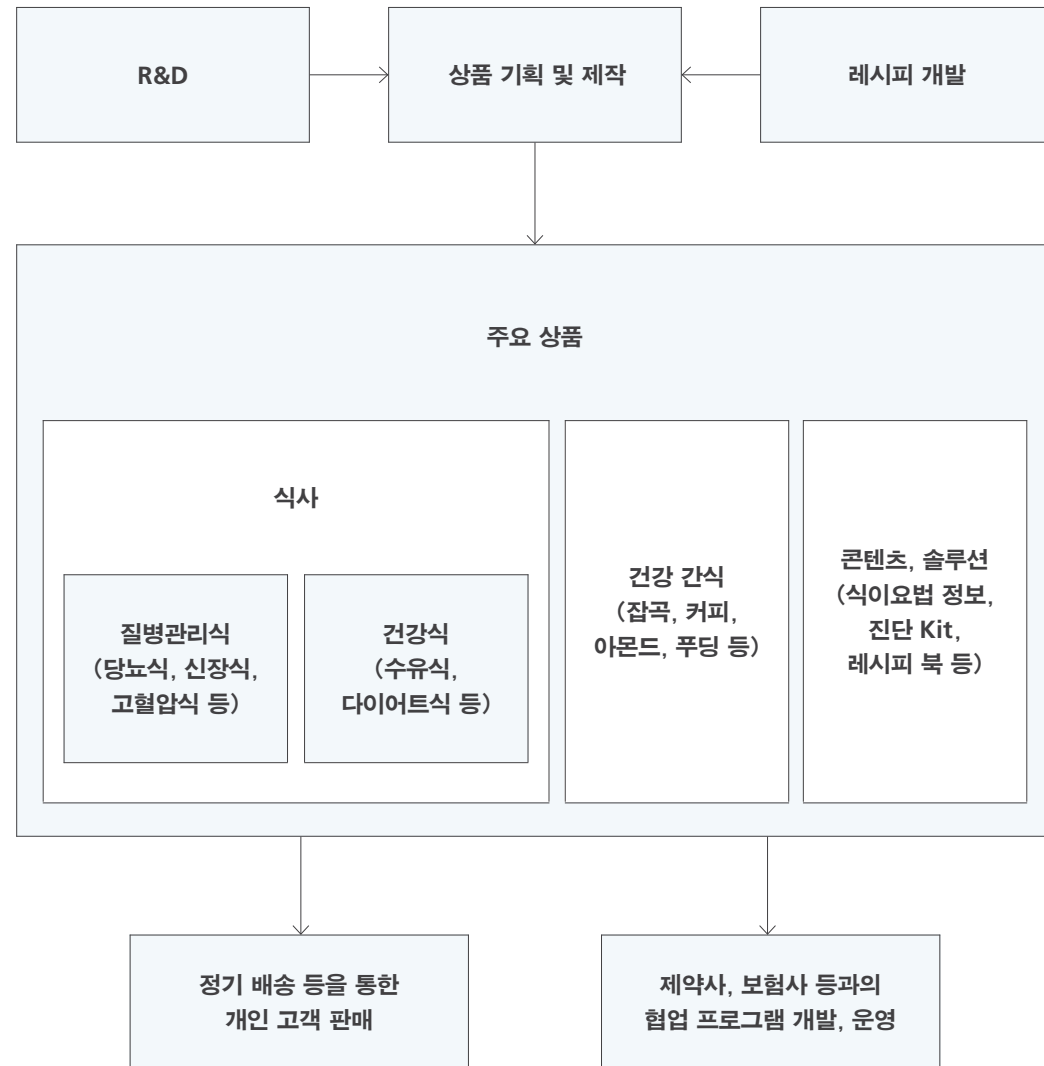 R&D
상품 기획 및 제작
레시피 개발
주요 상품
식사
질병관리식
(당뇨식, 신장식,
고혈압식 등)
건강식
(수유식,
다이어트식 등)
건강 간식
(잡곡, 커피,
아몬드, 푸딩 등)
콘텐츠, 솔루션
(식이요법 정보,
진단 Kit,
레시피 북 등)
정기 배송 등을 통한
개인 고객 판매
제약사, 보험사 등과의
협업 프로그램 개발, 운영